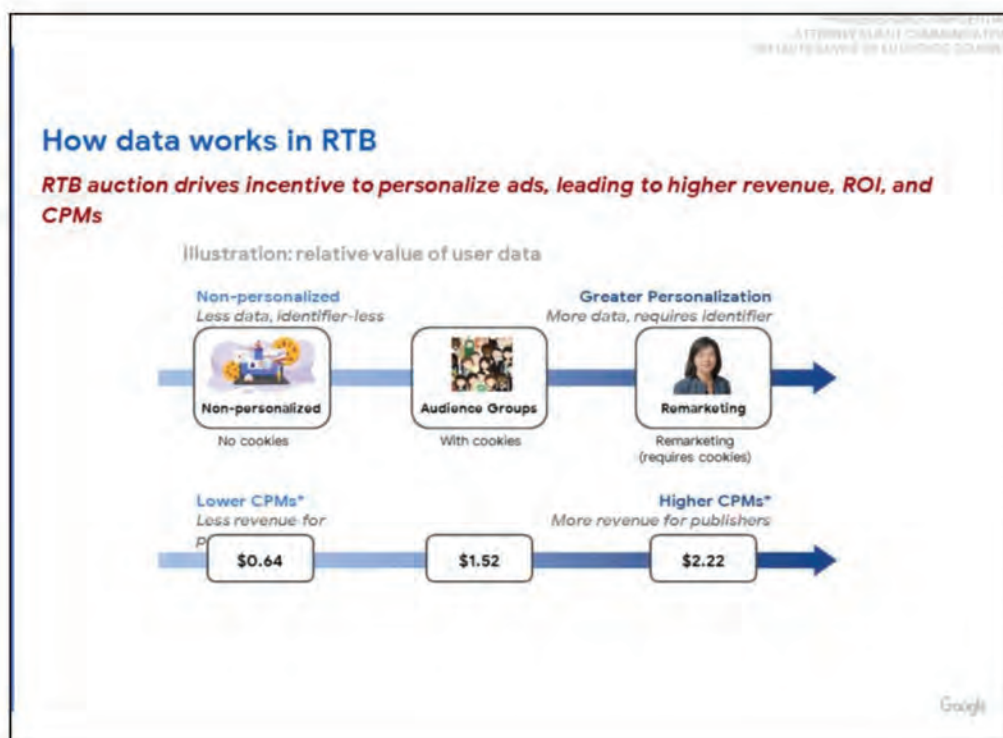 How data works in RTB
RTB auction drives incentive to personalize ads, leading to higher revenue, ROI, and
CPMs
Illustration: relative value of user data
Non-personalized
Less data, identifier-less
Greater Personalization
More data, requires identifier
Non-personalized
Audience Groups
Remarketing
No cookies
With cookies
Remarketing
(requires cookies)
Lower CPMs*
Less revenue for
p
Higher CPMs*
More revenue for publishers
$0.64
$1.52
$2.22
Google